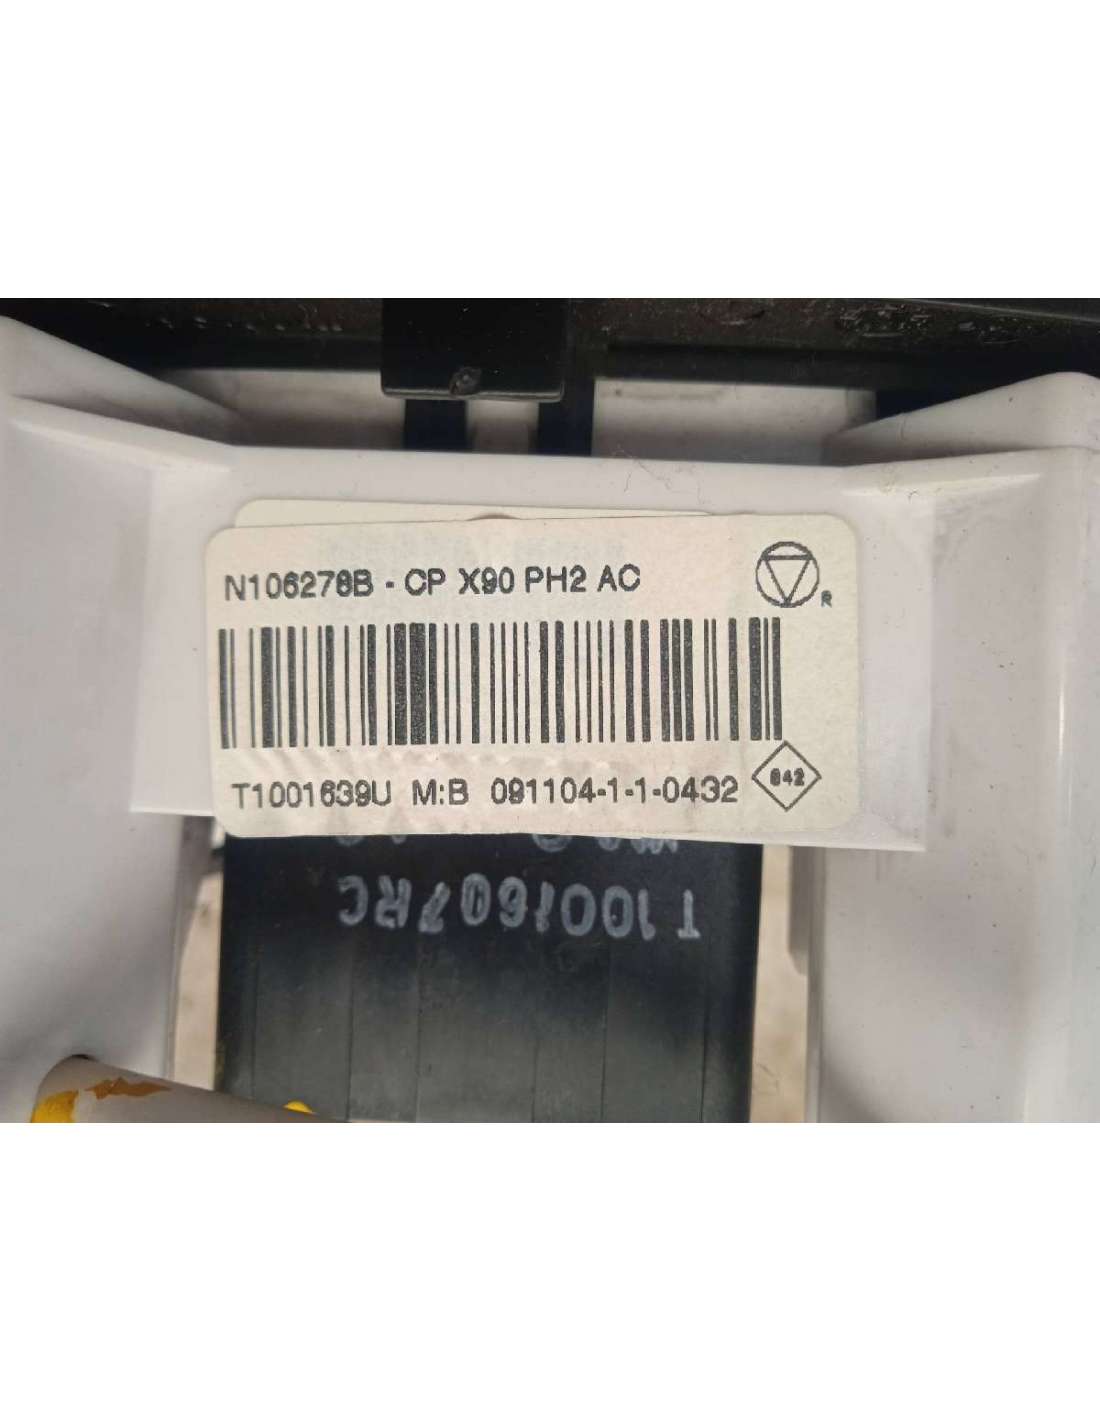 N106278B - CP X90 PH2 AC
R
T1001639U M:B 091104-1-1-0432
842
T1001607RC